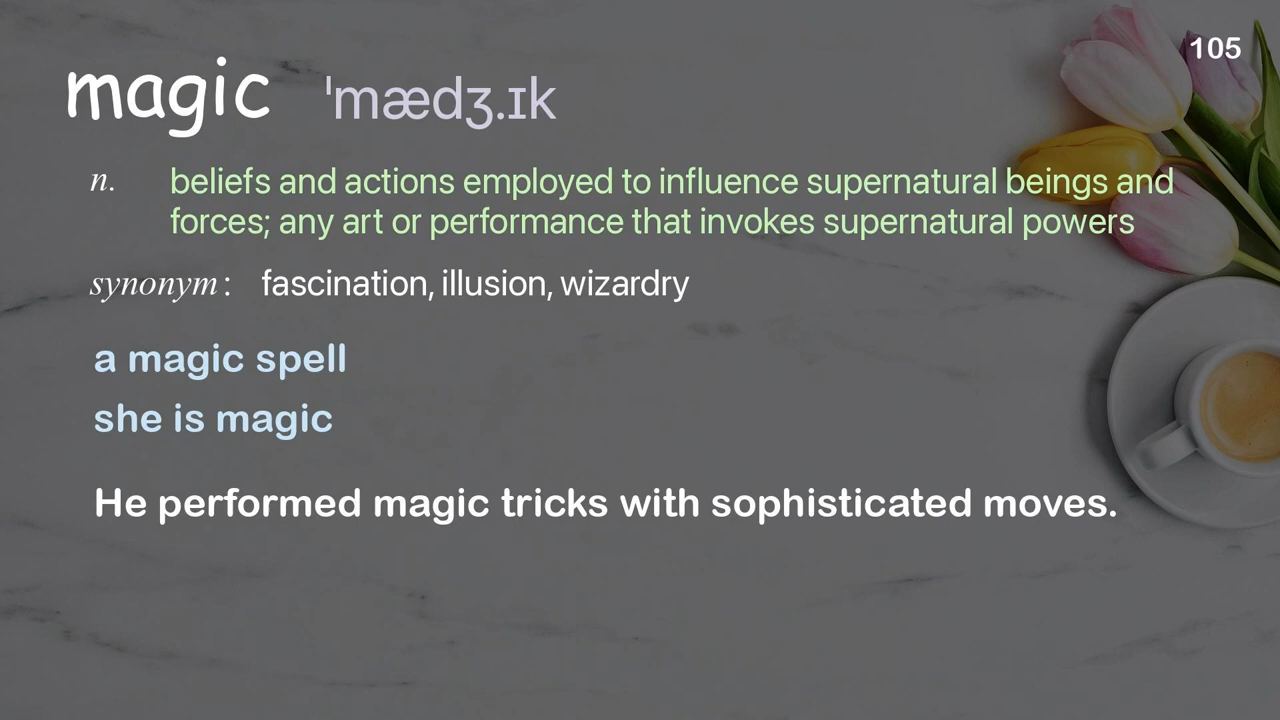 105
magic ˈmædʒ.ɪk
n. beliefs and actions employed to influence supernatural beings and
forces; any art or performance that invokes supernatural powers
synonym : fascination, illusion, wizardry
a magic spell
she is magic
He performed magic tricks with sophisticated moves.